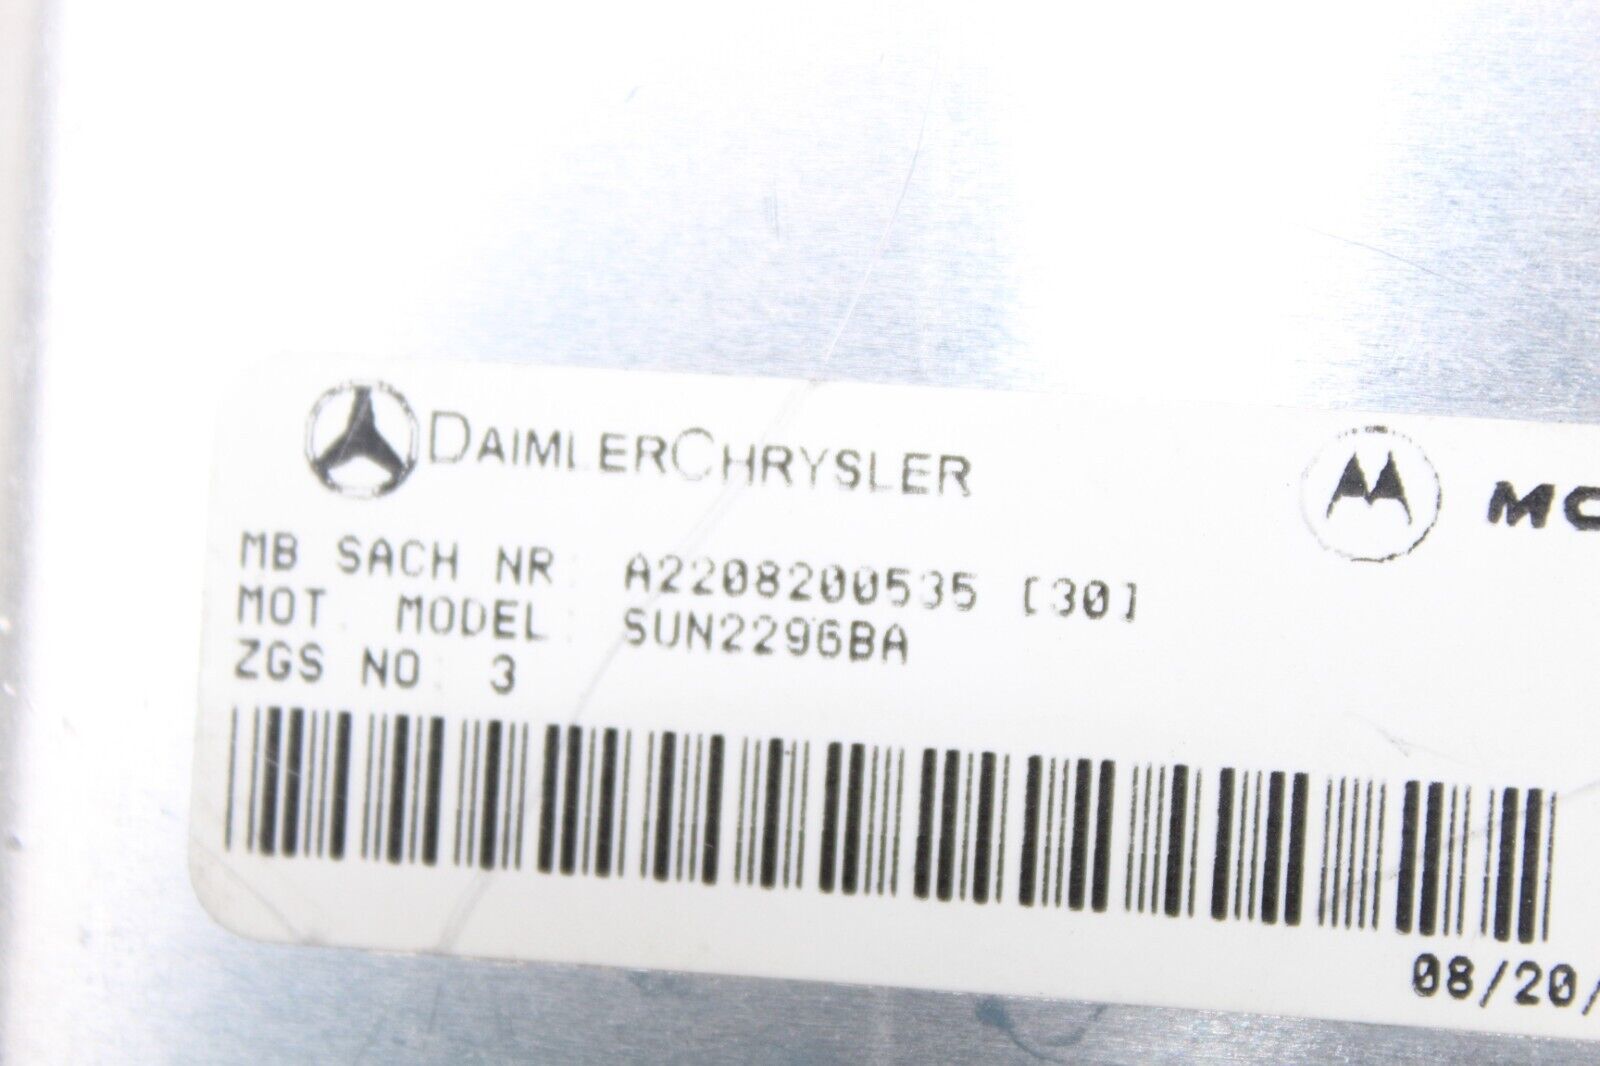 DAIMLERCHRYSLER
MB SACH NR: A2208200535 [30]
MOT. MODEL: SUN2296BA
ZGS NO: 3
08/20/